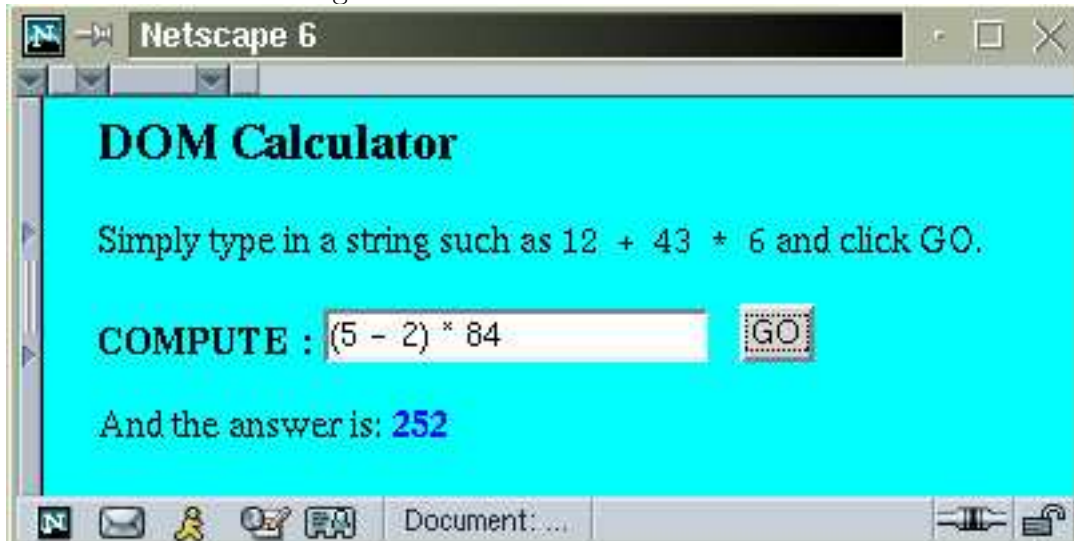 Netscape 6
DOM Calculator
Simply type in a string such as 12 + 43 * 6 and click GO.
COMPUTE : (5 - 2) * 84 GO
And the answer is: 252
Document: ...